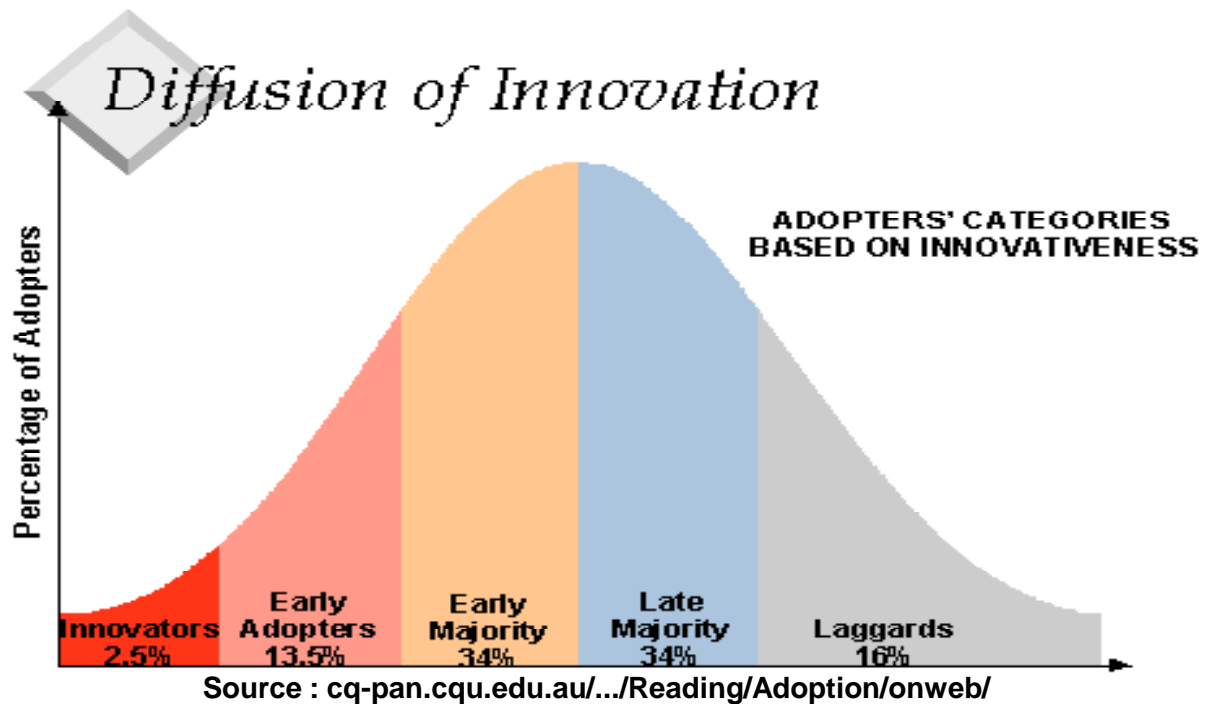 Diffusion of Innovation
ADOPTERS' CATEGORIES
BASED ON INNOVATIVENESS
Percentage of Adopters
Innovators
2.5%
Early
Adopters
13.5%
Early
Majority
34%
Late
Majority
34%
Laggards
16%
Source : cq-pan.cqu.edu.au/.../Reading/Adoption/onweb/